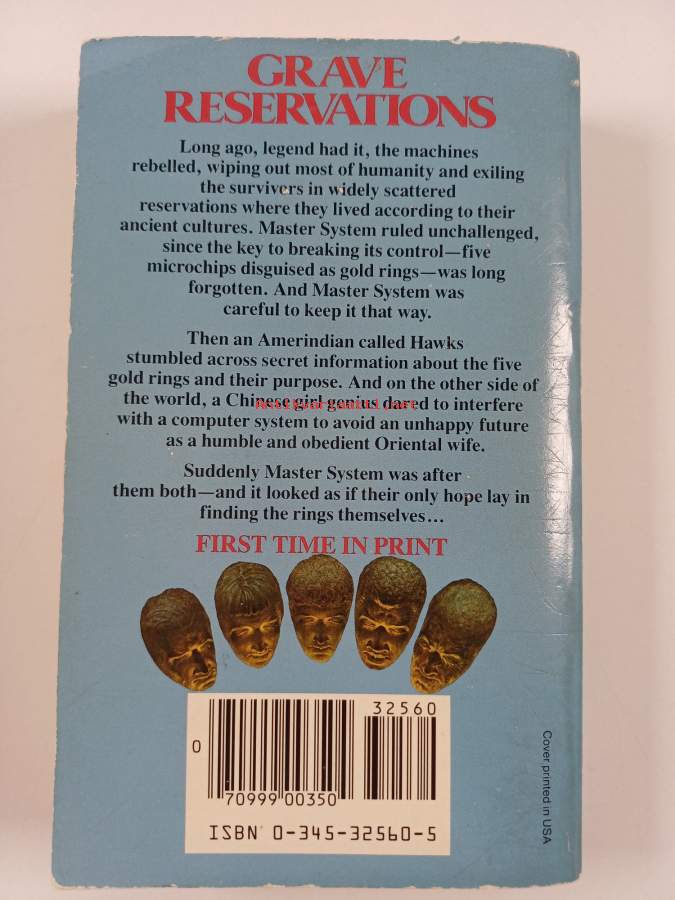 GRAVE
RESERVATIONS
Long ago, legend had it, the machines
rebelled, wiping out most of humanity and exiling
the survivers in widely scattered
reservations where they lived according to their
ancient cultures. Master System ruled unchallenged,
since the key to breaking its control—five
microchips disguised as gold rings—was long
forgotten. And Master System was
careful to keep it that way.
Then an Amerindian called Hawks
stumbled across secret information about the five
gold rings and their purpose. And on the other side of
the world, a Chinese girl genius dared to interfere
Antikvariaatti.net
with a computer system to avoid an unhappy future
as a humble and obedient Oriental wife.
Suddenly Master System was after
them both—and it looked as if their only hope lay in
finding the rings themselves...
FIRST TIME IN PRINT
32560
0
70999 00350
ISBN 0-345-32560-5
Cover printed in USA